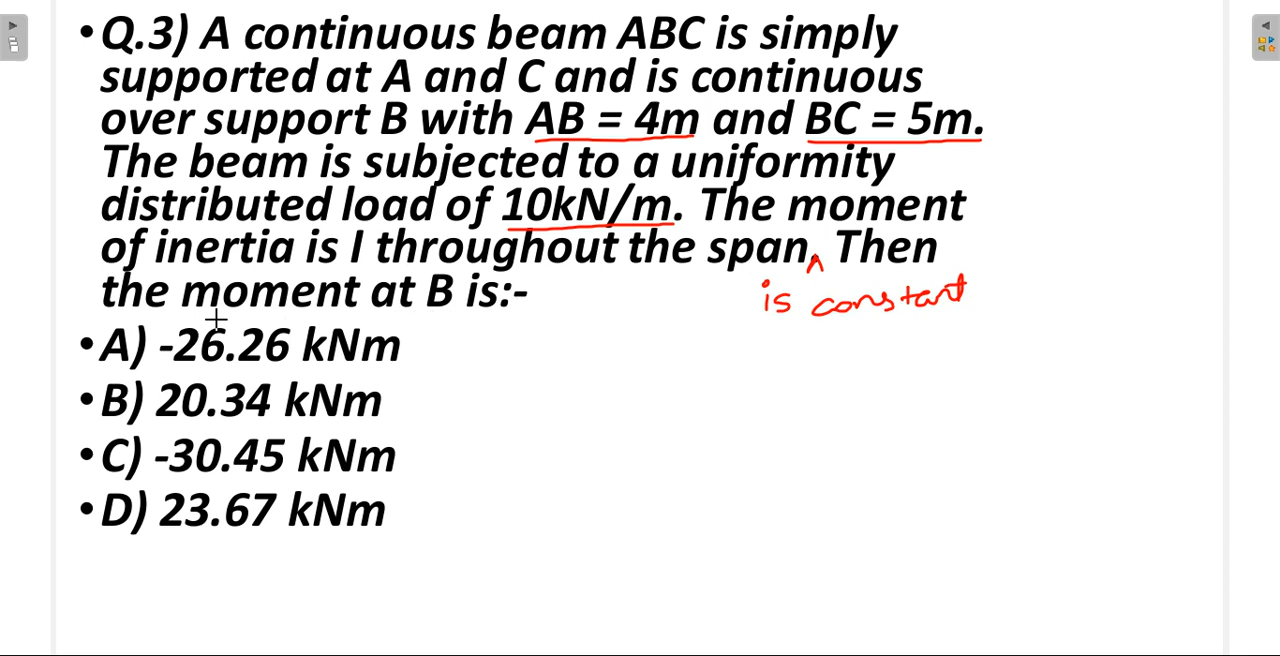 •Q.3) A continuous beam ABC is simply
supported at A and C and is continuous
over support B with AB = 4m and BC = 5m.
The beam is subjected to a uniformity
distributed load of 10kN/m. The moment
of inertia is I throughout the span. Then
is constant
the moment at B is:-
•A) -26.26 kNm
•B) 20.34 kNm
•C) -30.45 kNm
•D) 23.67 kNm